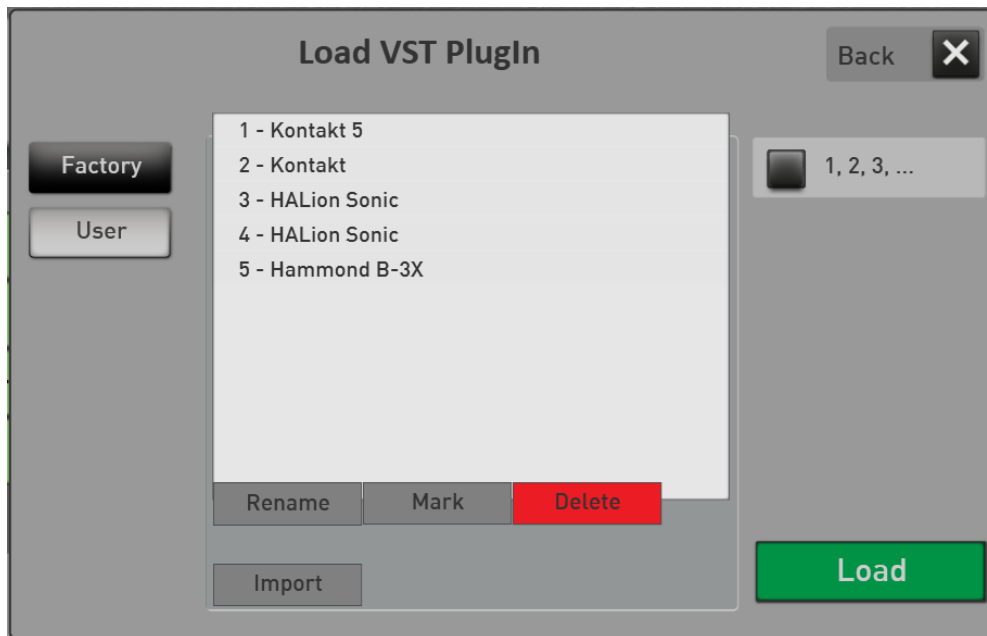 Load VST PlugIn
Back
Factory
User
1 - Kontakt 5
2 - Kontakt
3 - HALion Sonic
4 - HALion Sonic
5 - Hammond B-3X
1, 2, 3, ...
Rename Mark Delete
Import
Load